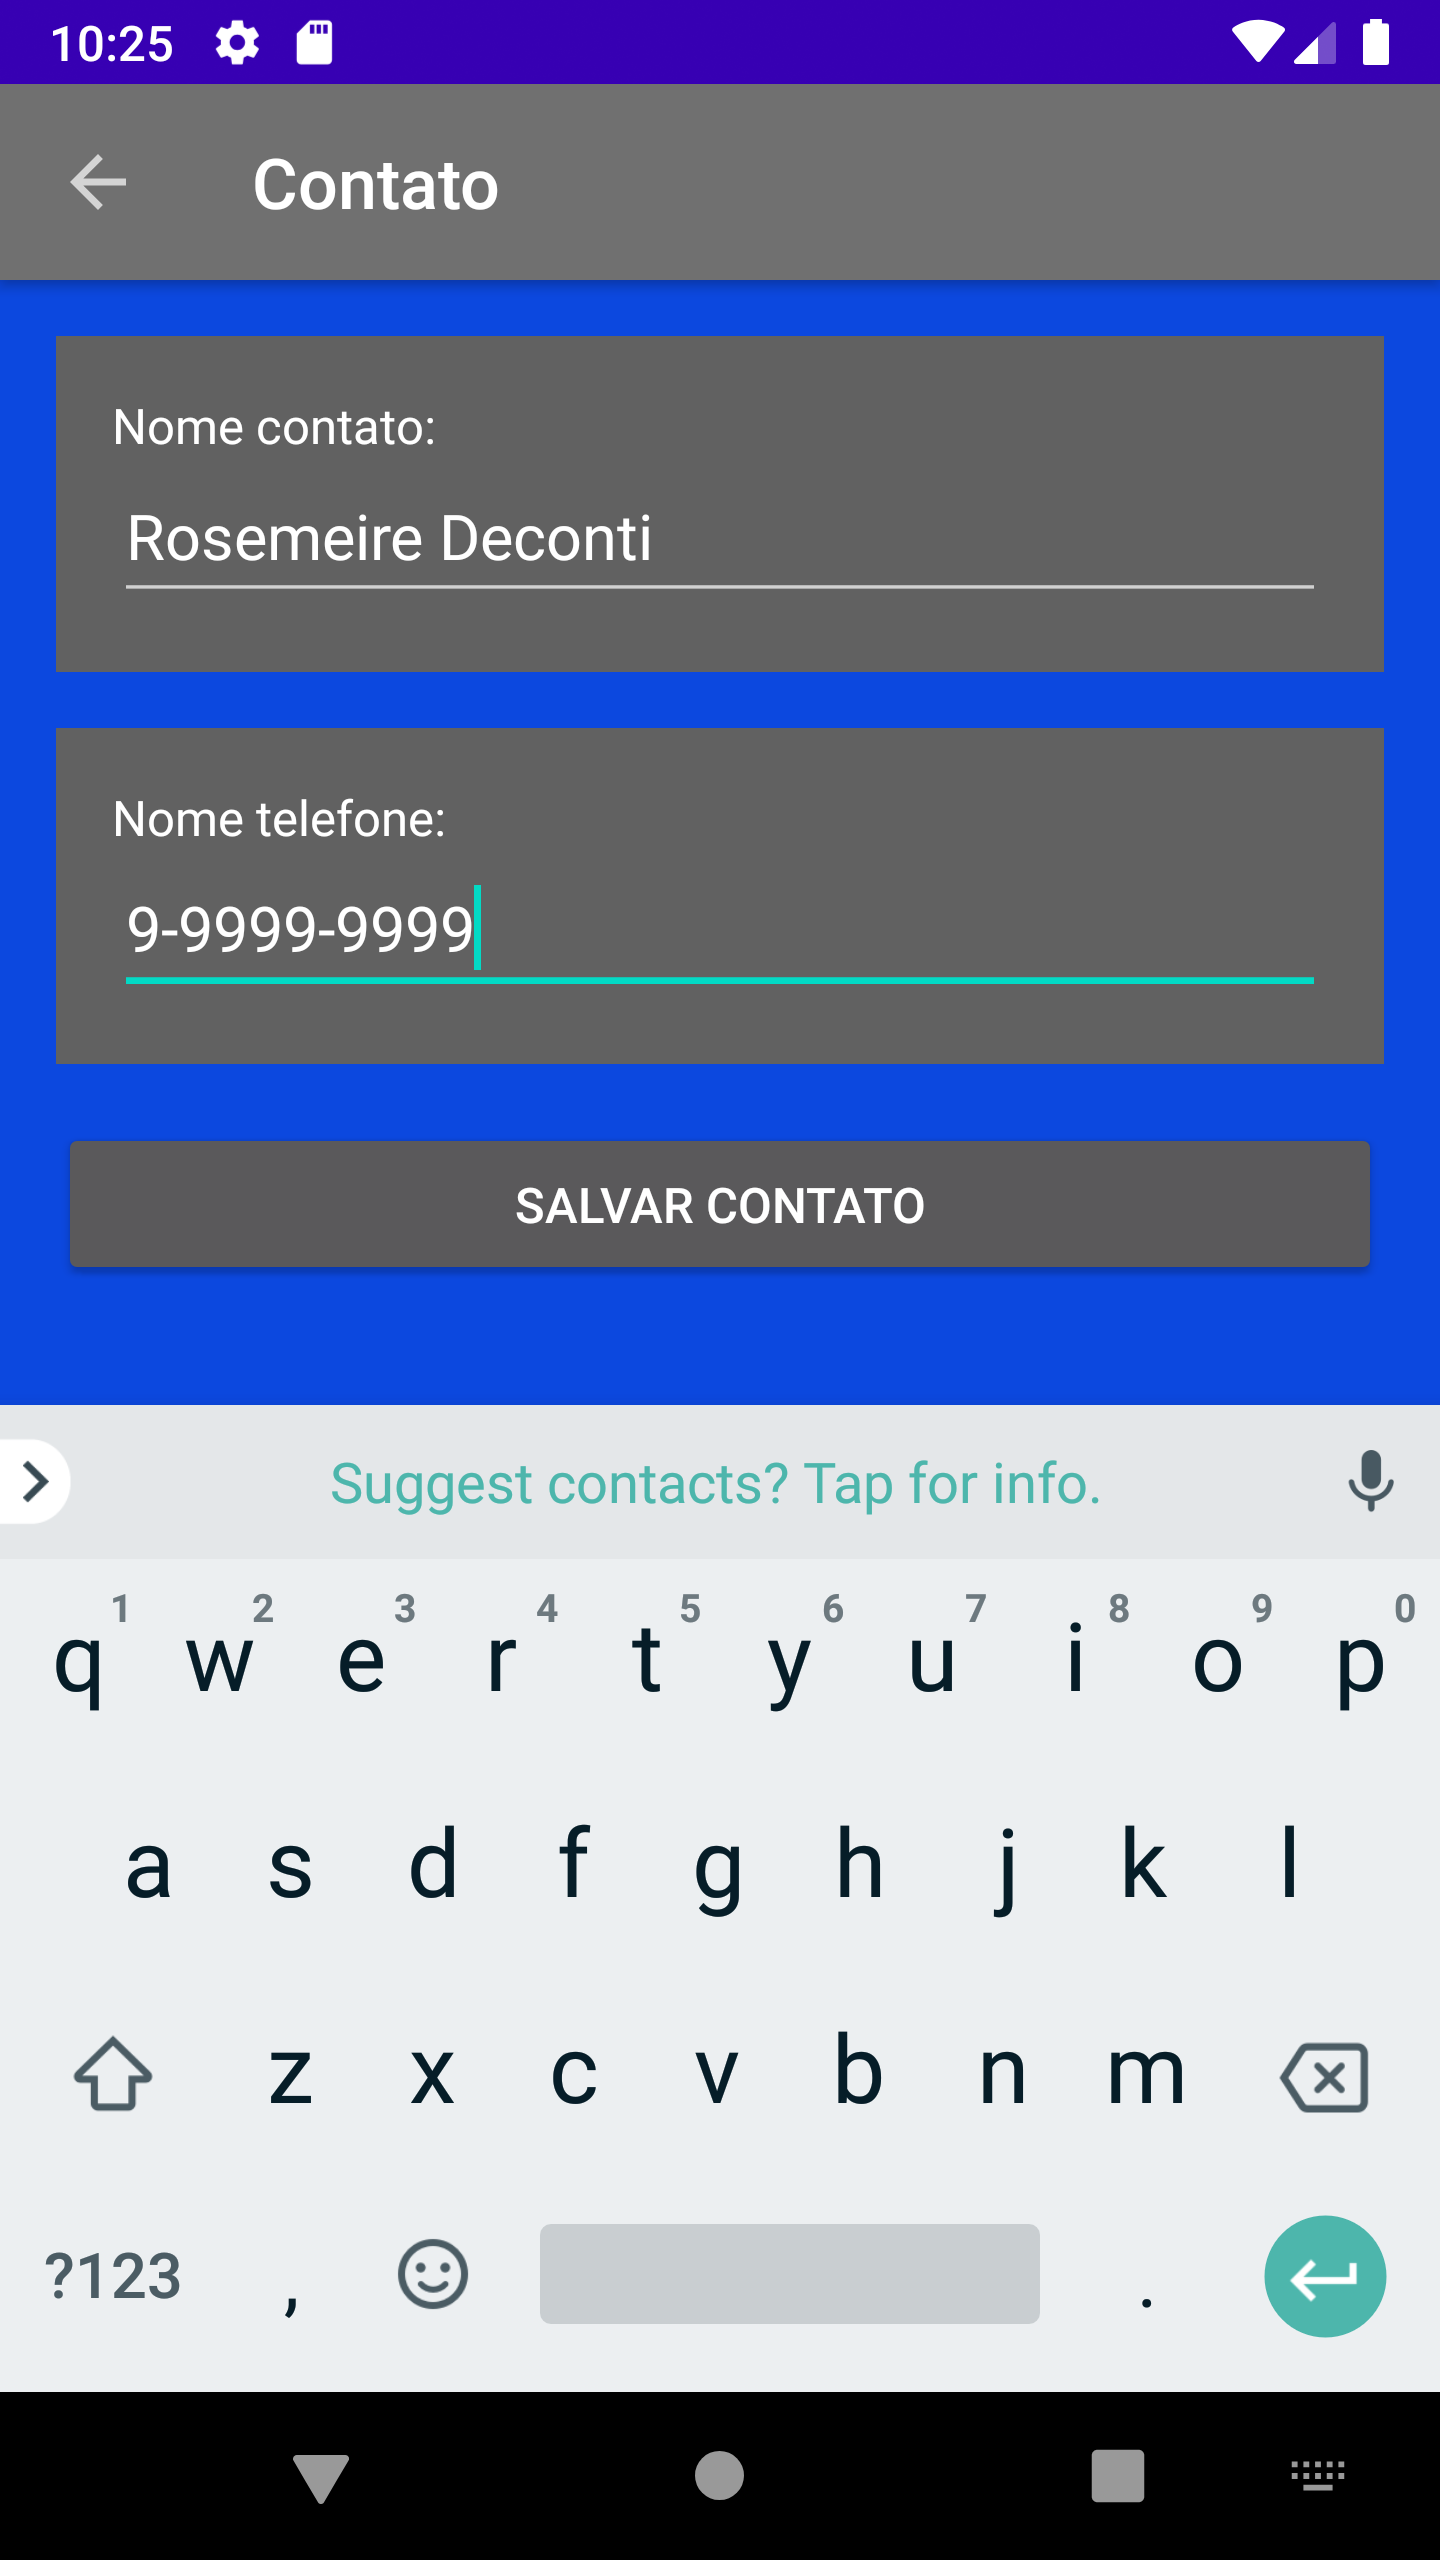 10:25
Contato
Nome contato:
Rosemeire Deconti
Nome telefone:
9-9999-9999
SALVAR CONTATO
Suggest contacts? Tap for info.
1 2 3 4 5 6 7 8 9 0
q w e r t y u i o p
a s d f g h j k l
z x c v b n m
?123 , .